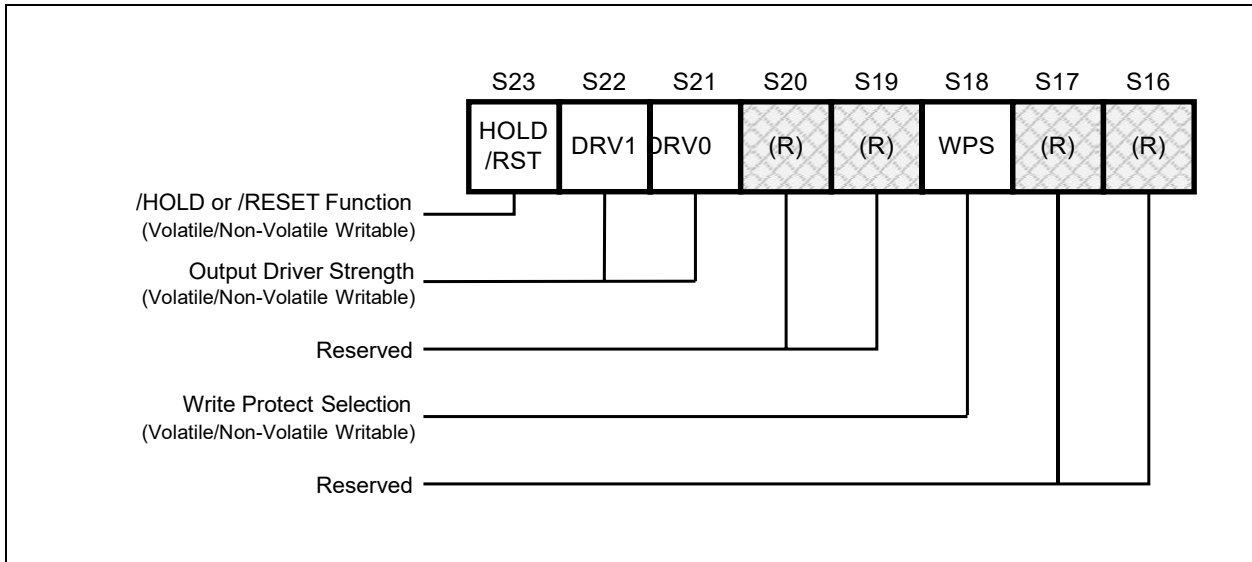 S23 S22 S21 S20 S19 S18 S17 S16
HOLD
/RST
DRV1 DRV0 (R) (R) WPS (R) (R)
/HOLD or /RESET Function
(Volatile/Non-Volatile Writable)
Output Driver Strength
(Volatile/Non-Volatile Writable)
Reserved
Write Protect Selection
(Volatile/Non-Volatile Writable)
Reserved